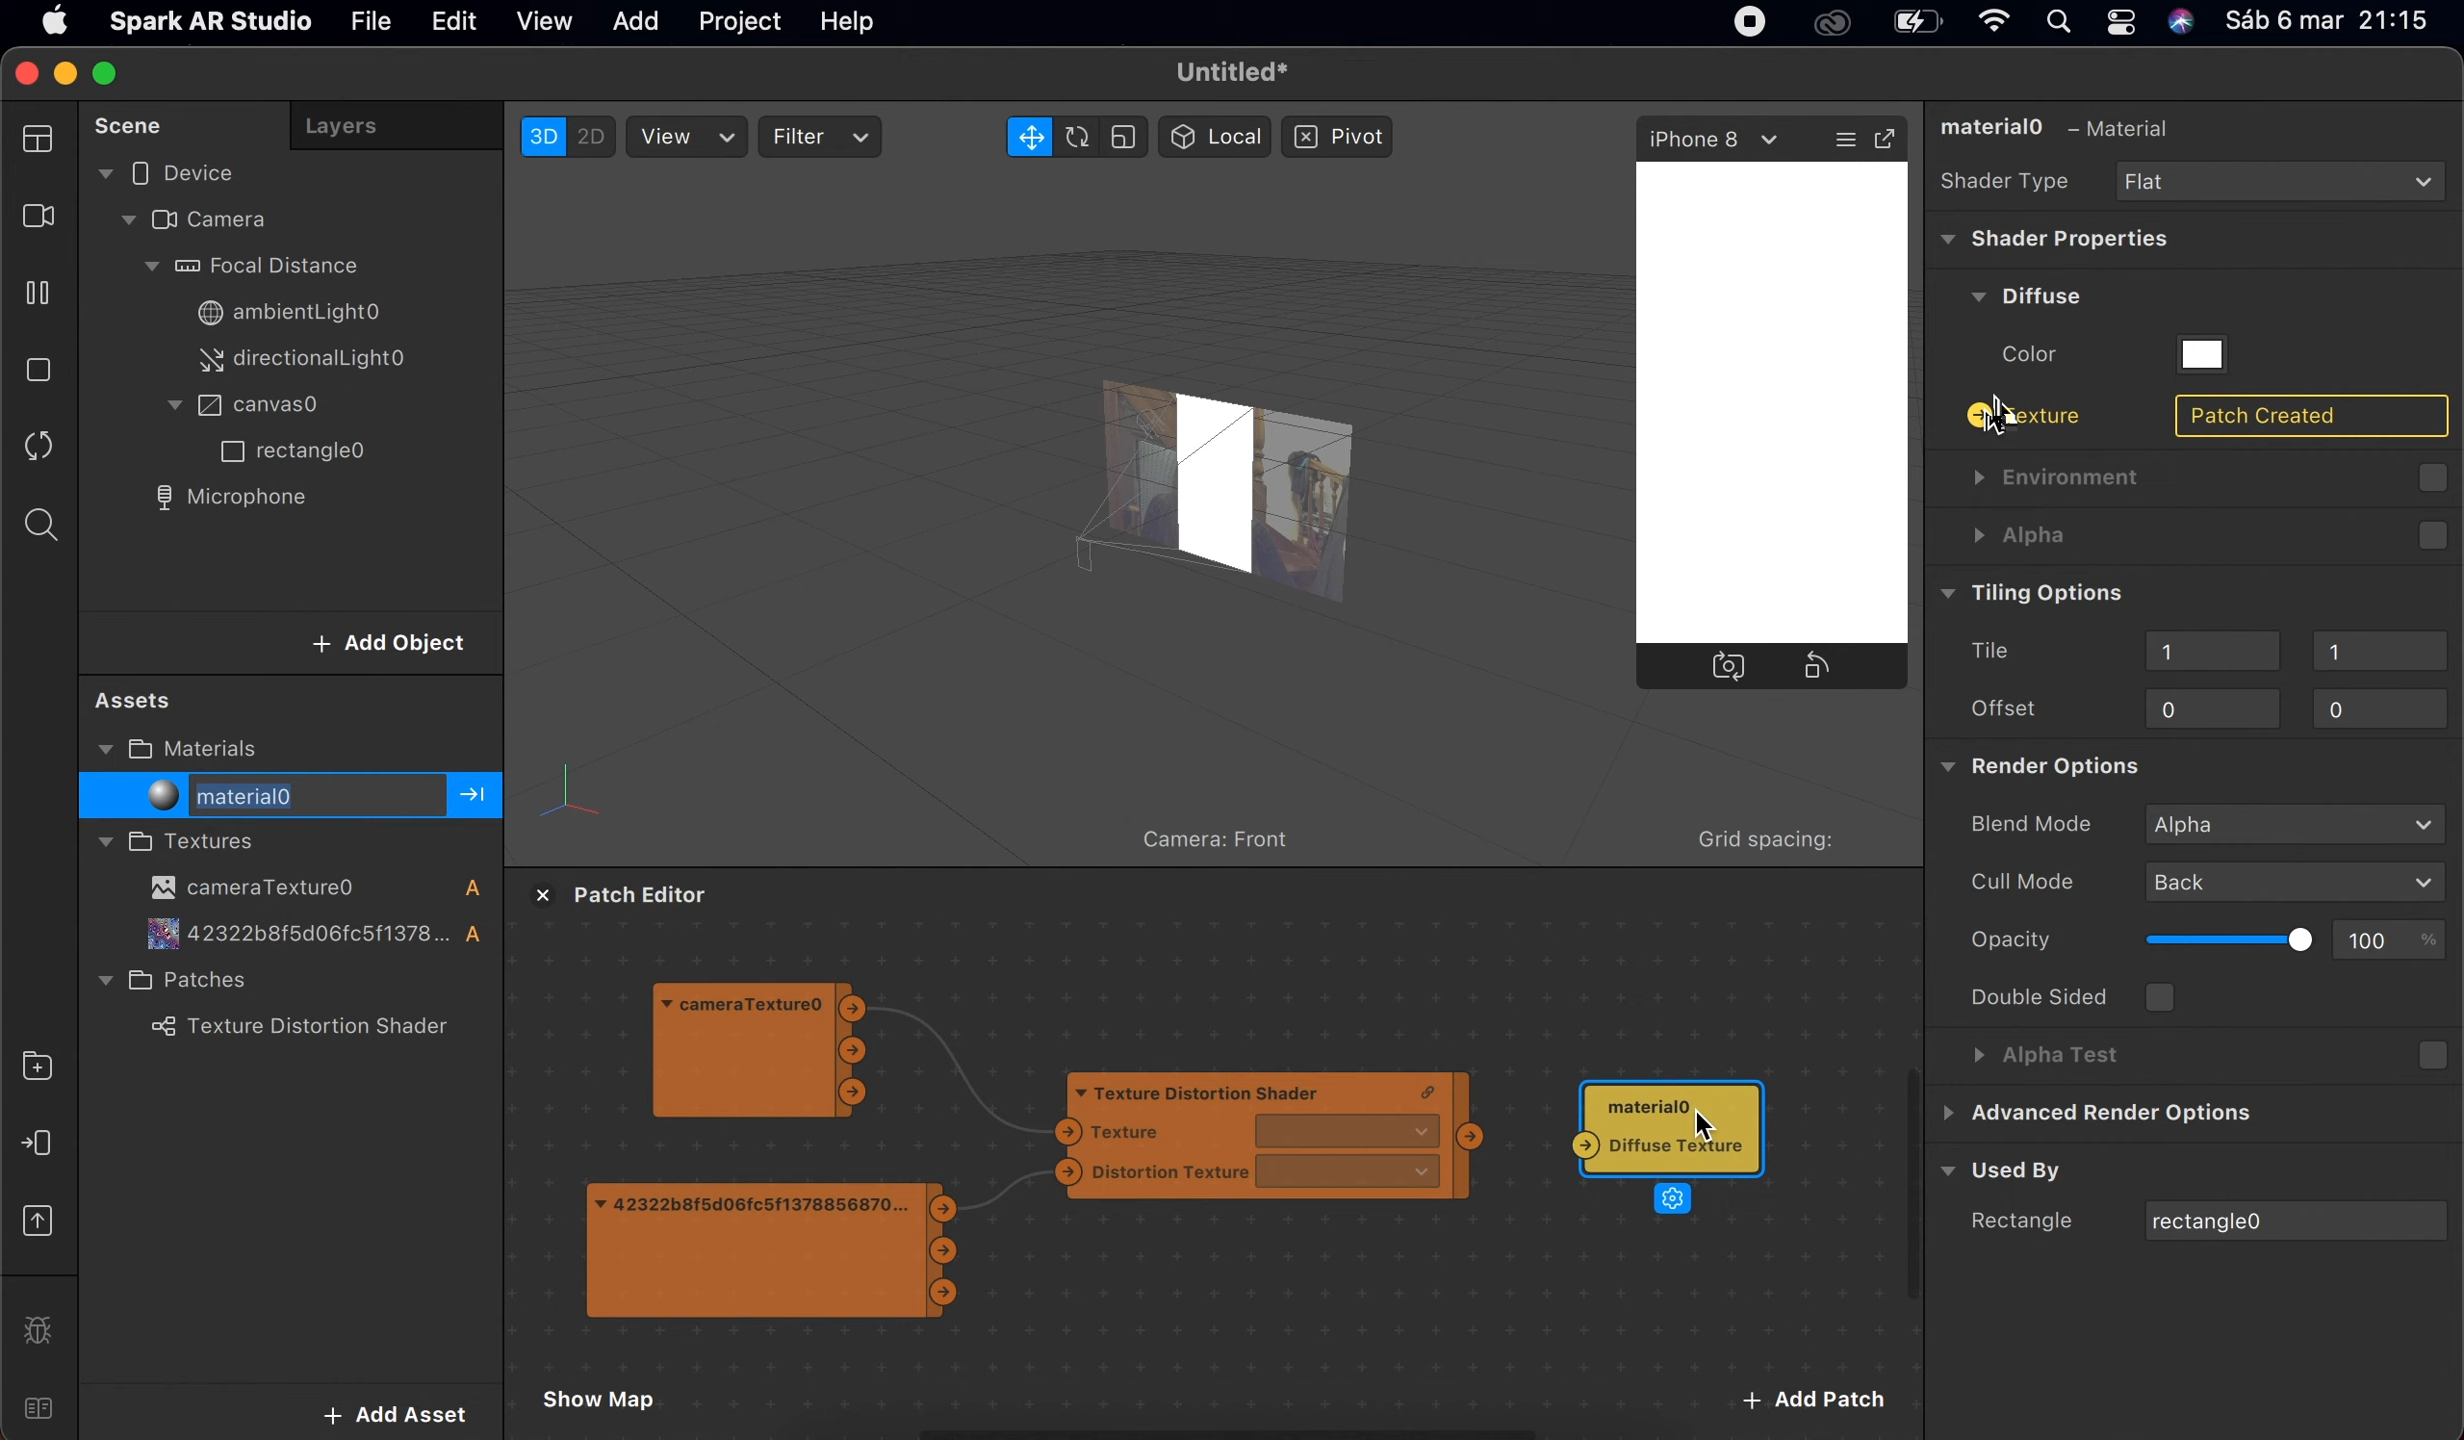 Spark AR Studio File Edit View Add Project Help Sáb 6 mar 21:15
Untitled*
Scene
Layers
Device
Camera
Focal Distance
ambientLight0
directionalLight0
canvas0
rectangle0
Microphone
+ Add Object
Assets
Materials
material0
Textures
cameraTexture0 A
42322b8f5d06fc5f1378... A
Patches
Texture Distortion Shader
+ Add Asset
3D 2D View Filter Local Pivot
iPhone 8
Camera: Front
Grid spacing:
Patch Editor
cameraTexture0
42322b8f5d06fc5f1378856870...
Texture Distortion Shader
Texture
Distortion Texture
material0
Diffuse Texture
Show Map
+ Add Patch
material0 – Material
Shader Type Flat
Shader Properties
Diffuse
Color
exture Patch Created
Environment
Alpha
Tiling Options
Tile 1 1
Offset 0 0
Render Options
Blend Mode Alpha
Cull Mode Back
Opacity 100 %
Double Sided
Alpha Test
Advanced Render Options
Used By
Rectangle rectangle0